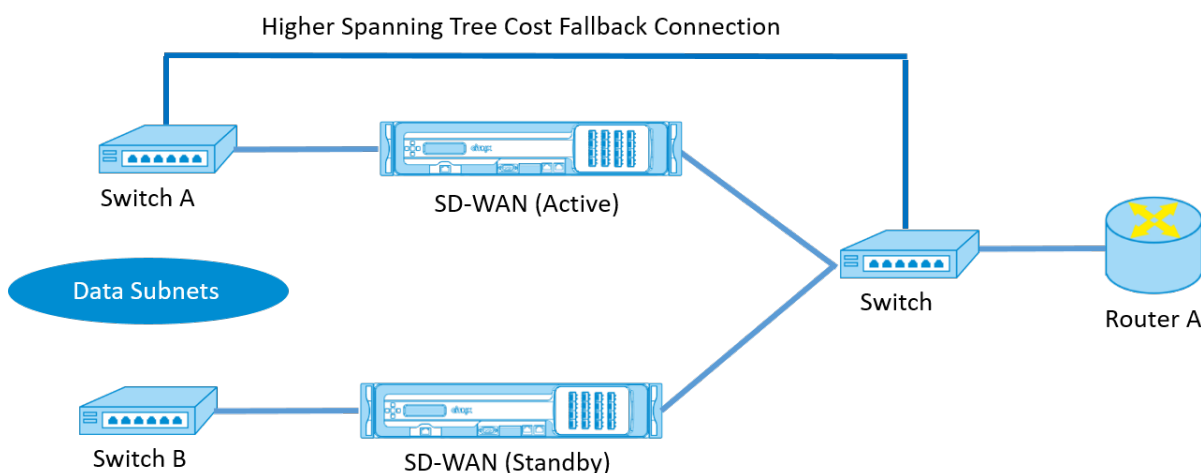 Higher Spanning Tree Cost Fallback Connection
Switch A
SD-WAN (Active)
Data Subnets
Switch
Router A
Switch B
SD-WAN (Standby)